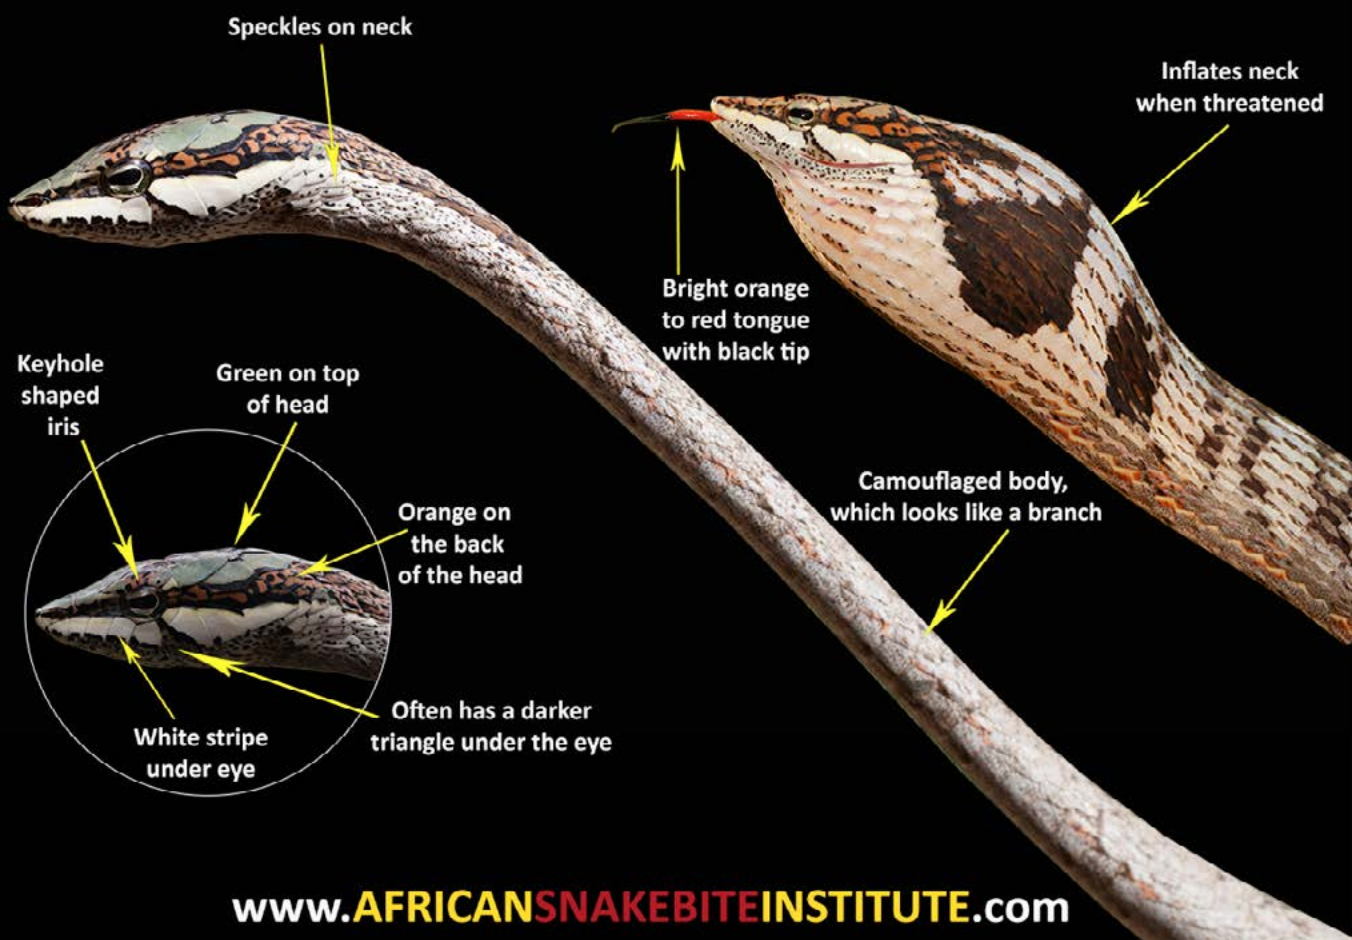 Speckles on neck
Inflates neck
when threatened
Bright orange
to red tongue
with black tip
Keyhole
shaped
iris
Green on top
of head
Orange on
the back
of the head
Camouflaged body,
which looks like a branch
Often has a darker
triangle under the eye
White stripe
under eye
www.AFRICANSNAKEBITEINSTITUTE.com